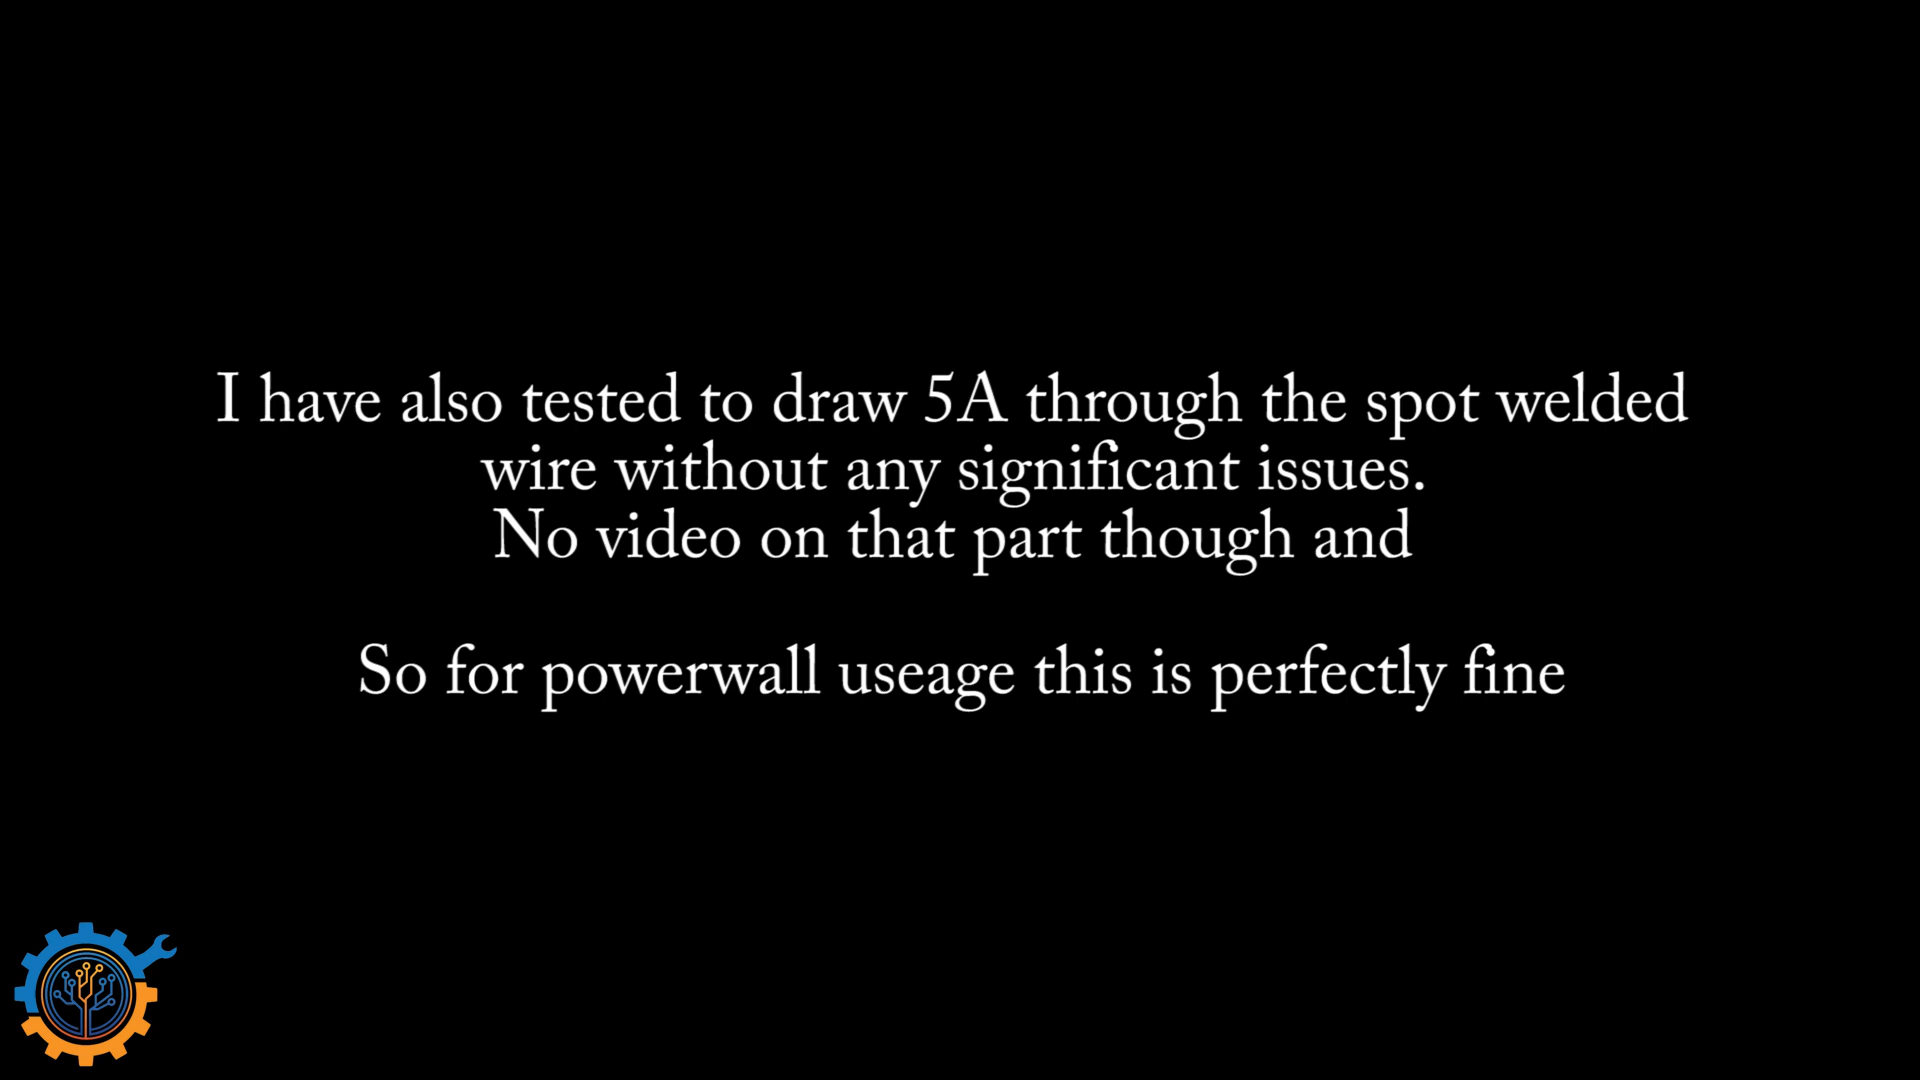 I have also tested to draw 5A through the spot welded
wire without any significant issues.
No video on that part though and
So for powerwall useage this is perfectly fine